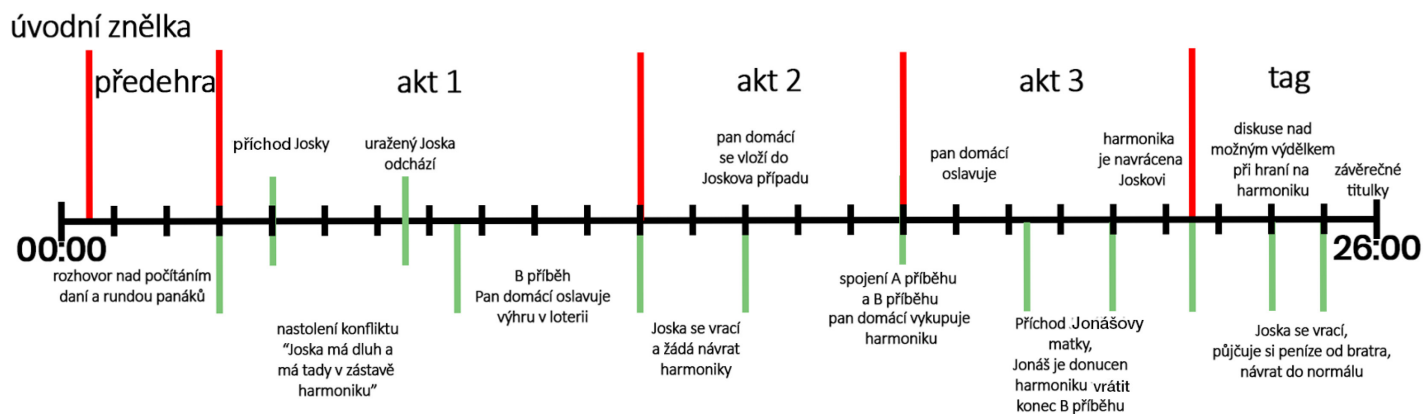 úvodní znělka
předehra
akt 1
akt 2
akt 3
tag
příchod Josky
uražený Joska
odchází
pan domácí
se vloží do
Joskova případu
pan domácí
oslavuje
harmonika
je navrácena
Joskovi
diskuse nad
možným výdělkem
při hraní na
harmoniku
závěrečné
titulky
00:00
26:00
rozhovor nad počítáním
daní a rundou panáků
nastolení konfliktu
“Joska má dluh a
má tady v zástavě
harmoniku”
B příběh
Pan domácí oslavuje
výhru v loterii
Joska se vrací
a žádá návrat
harmoniky
spojení A příběhu
a B příběhu
pan domácí vykupuje
harmoniku
Příchod Jonášovy
matky,
Jonáš je donucen
harmoniku vrátit
konec B příběhu
Joska se vrací,
půjčuje si peníze od bratra,
návrat do normálu